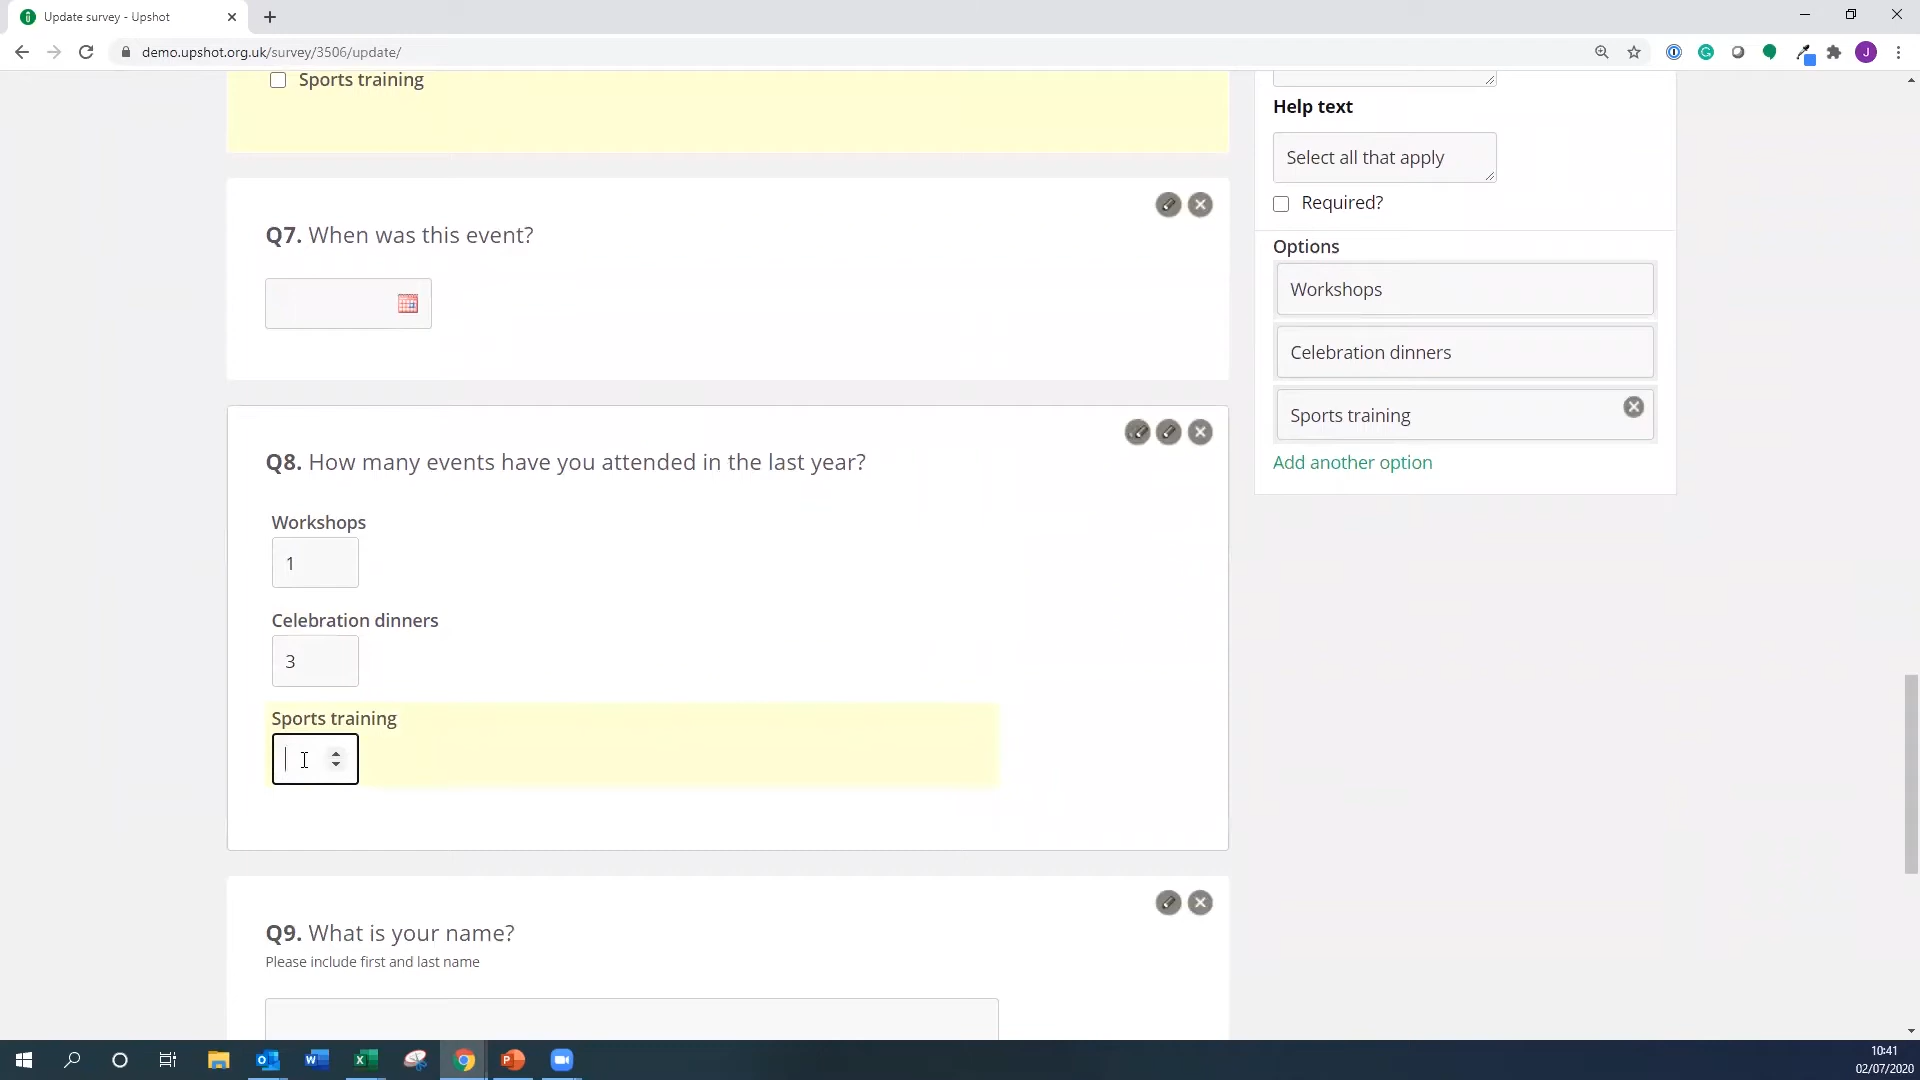 Update survey - Upshot
demo.upshot.org.uk/survey/3506/update/
J
Sports training
Q7. When was this event?
Q8. How many events have you attended in the last year?
Workshops
1
Celebration dinners
3
Sports training
Q9. What is your name?
Please include first and last name
Help text
Select all that apply
Required?
Options
Workshops
Celebration dinners
Sports training
Add another option
10:41
02/07/2020